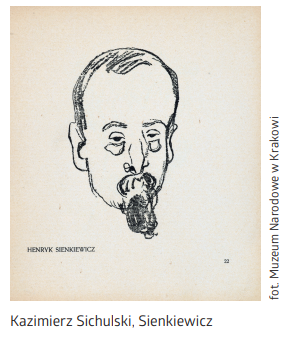 HENRYK SIENKIEWICZ
22
fot. Muzeum Narodowe w Krakowi
Kazimierz Sichulski, Sienkiewicz